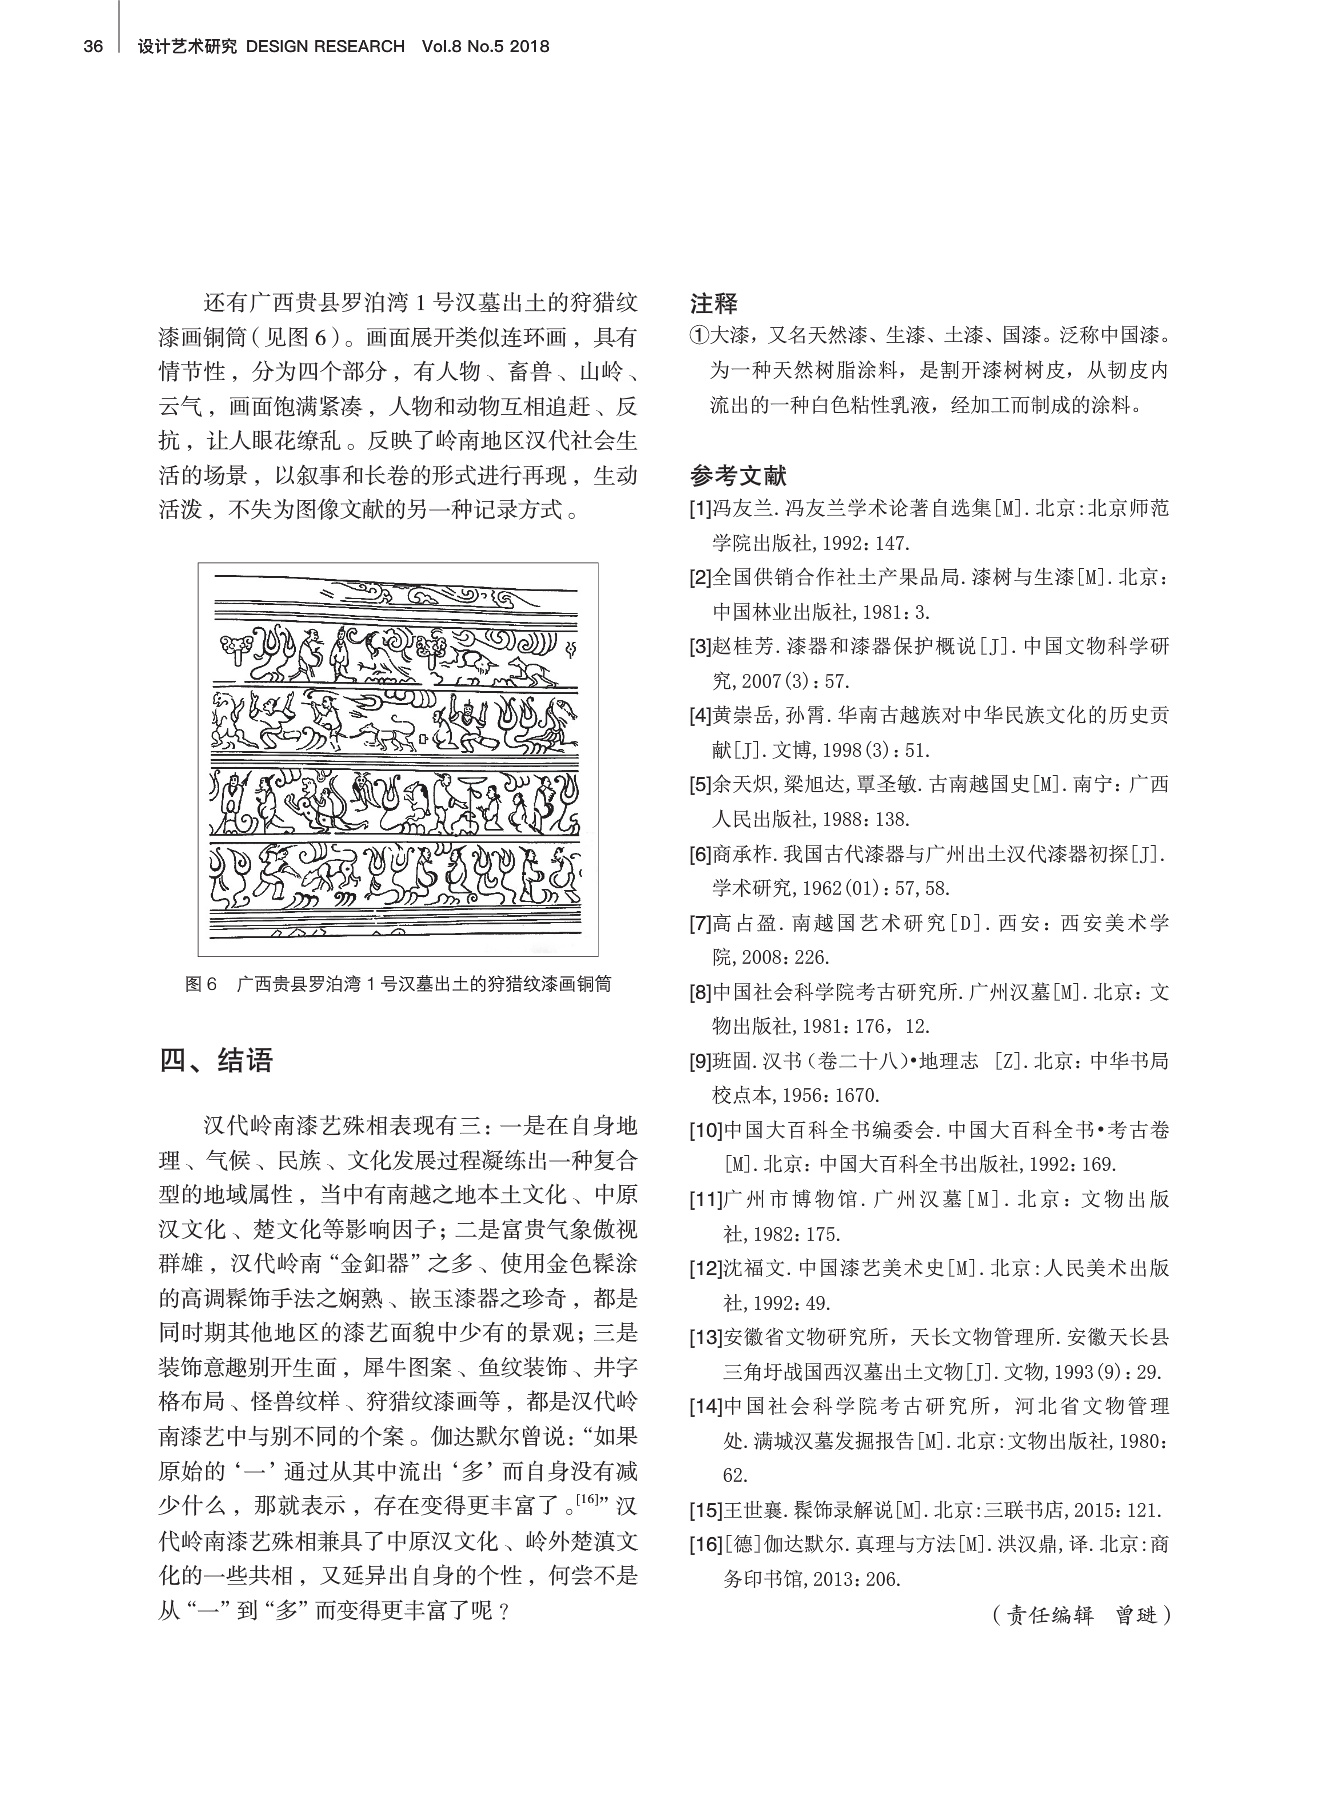 36 设计艺术研究 DESIGN RESEARCH Vol.8 No.5 2018
还有广西贵县罗泊湾 1 号汉墓出土的狩猎纹
漆画铜筒（见图 6）。画面展开类似连环画，具有
情节性，分为四个部分，有人物、畜兽、山岭、
云气，画面饱满紧凑，人物和动物互相追赶、反
抗，让人眼花缭乱。反映了岭南地区汉代社会生
活的场景，以叙事和长卷的形式进行再现，生动
活泼，不失为图像文献的另一种记录方式。
图 6 广西贵县罗泊湾 1 号汉墓出土的狩猎纹漆画铜筒
四、结语
汉代岭南漆艺殊相表现有三：一是在自身地
理、气候、民族、文化发展过程凝练出一种复合
型的地域属性，当中有南越之地本土文化、中原
汉文化、楚文化等影响因子；二是富贵气象傲视
群雄，汉代岭南“金釦器”之多、使用金色髹涂
的高调髹饰手法之娴熟、嵌玉漆器之珍奇，都是
同时期其他地区的漆艺面貌中少有的景观；三是
装饰意趣别开生面，犀牛图案、鱼纹装饰、井字
格布局、怪兽纹样、狩猎纹漆画等，都是汉代岭
南漆艺中与别不同的个案。伽达默尔曾说：“如果
原始的‘一’通过从其中流出‘多’而自身没有减
少什么，那就表示，存在变得更丰富了。[16]”汉
代岭南漆艺殊相兼具了中原汉文化、岭外楚滇文
化的一些共相，又延异出自身的个性，何尝不是
从“一”到“多”而变得更丰富了呢？
注释
①大漆，又名天然漆、生漆、土漆、国漆。泛称中国漆。
为一种天然树脂涂料，是割开漆树树皮，从韧皮内
流出的一种白色粘性乳液，经加工而制成的涂料。
参考文献
[1]冯友兰.冯友兰学术论著自选集[M].北京:北京师范
学院出版社,1992:147.
[2]全国供销合作社土产果品局.漆树与生漆[M].北京:
中国林业出版社,1981:3.
[3]赵桂芳.漆器和漆器保护概说[J].中国文物科学研
究,2007(3):57.
[4]黄崇岳,孙霄.华南古越族对中华民族文化的历史贡
献[J].文博,1998(3):51.
[5]余天炽,梁旭达,覃圣敏.古南越国史[M].南宁:广西
人民出版社,1988:138.
[6]商承柞.我国古代漆器与广州出土汉代漆器初探[J].
学术研究,1962(01):57,58.
[7]高占盈.南越国艺术研究[D].西安:西安美术学
院,2008:226.
[8]中国社会科学院考古研究所.广州汉墓[M].北京:文
物出版社,1981:176，12.
[9]班固.汉书（卷二十八）•地理志 [Z].北京:中华书局
校点本,1956:1670.
[10]中国大百科全书编委会.中国大百科全书•考古卷
[M].北京:中国大百科全书出版社,1992:169.
[11]广州市博物馆.广州汉墓[M].北京:文物出版
社,1982:175.
[12]沈福文.中国漆艺美术史[M].北京:人民美术出版
社,1992:49.
[13]安徽省文物研究所，天长文物管理所.安徽天长县
三角圩战国西汉墓出土文物[J].文物,1993(9):29.
[14]中国社会科学院考古研究所，河北省文物管理
处.满城汉墓发掘报告[M].北京:文物出版社,1980:
62.
[15]王世襄.髹饰录解说[M].北京:三联书店,2015:121.
[16][德]伽达默尔.真理与方法[M].洪汉鼎,译.北京:商
务印书馆,2013:206.
（责任编辑 曾琎）